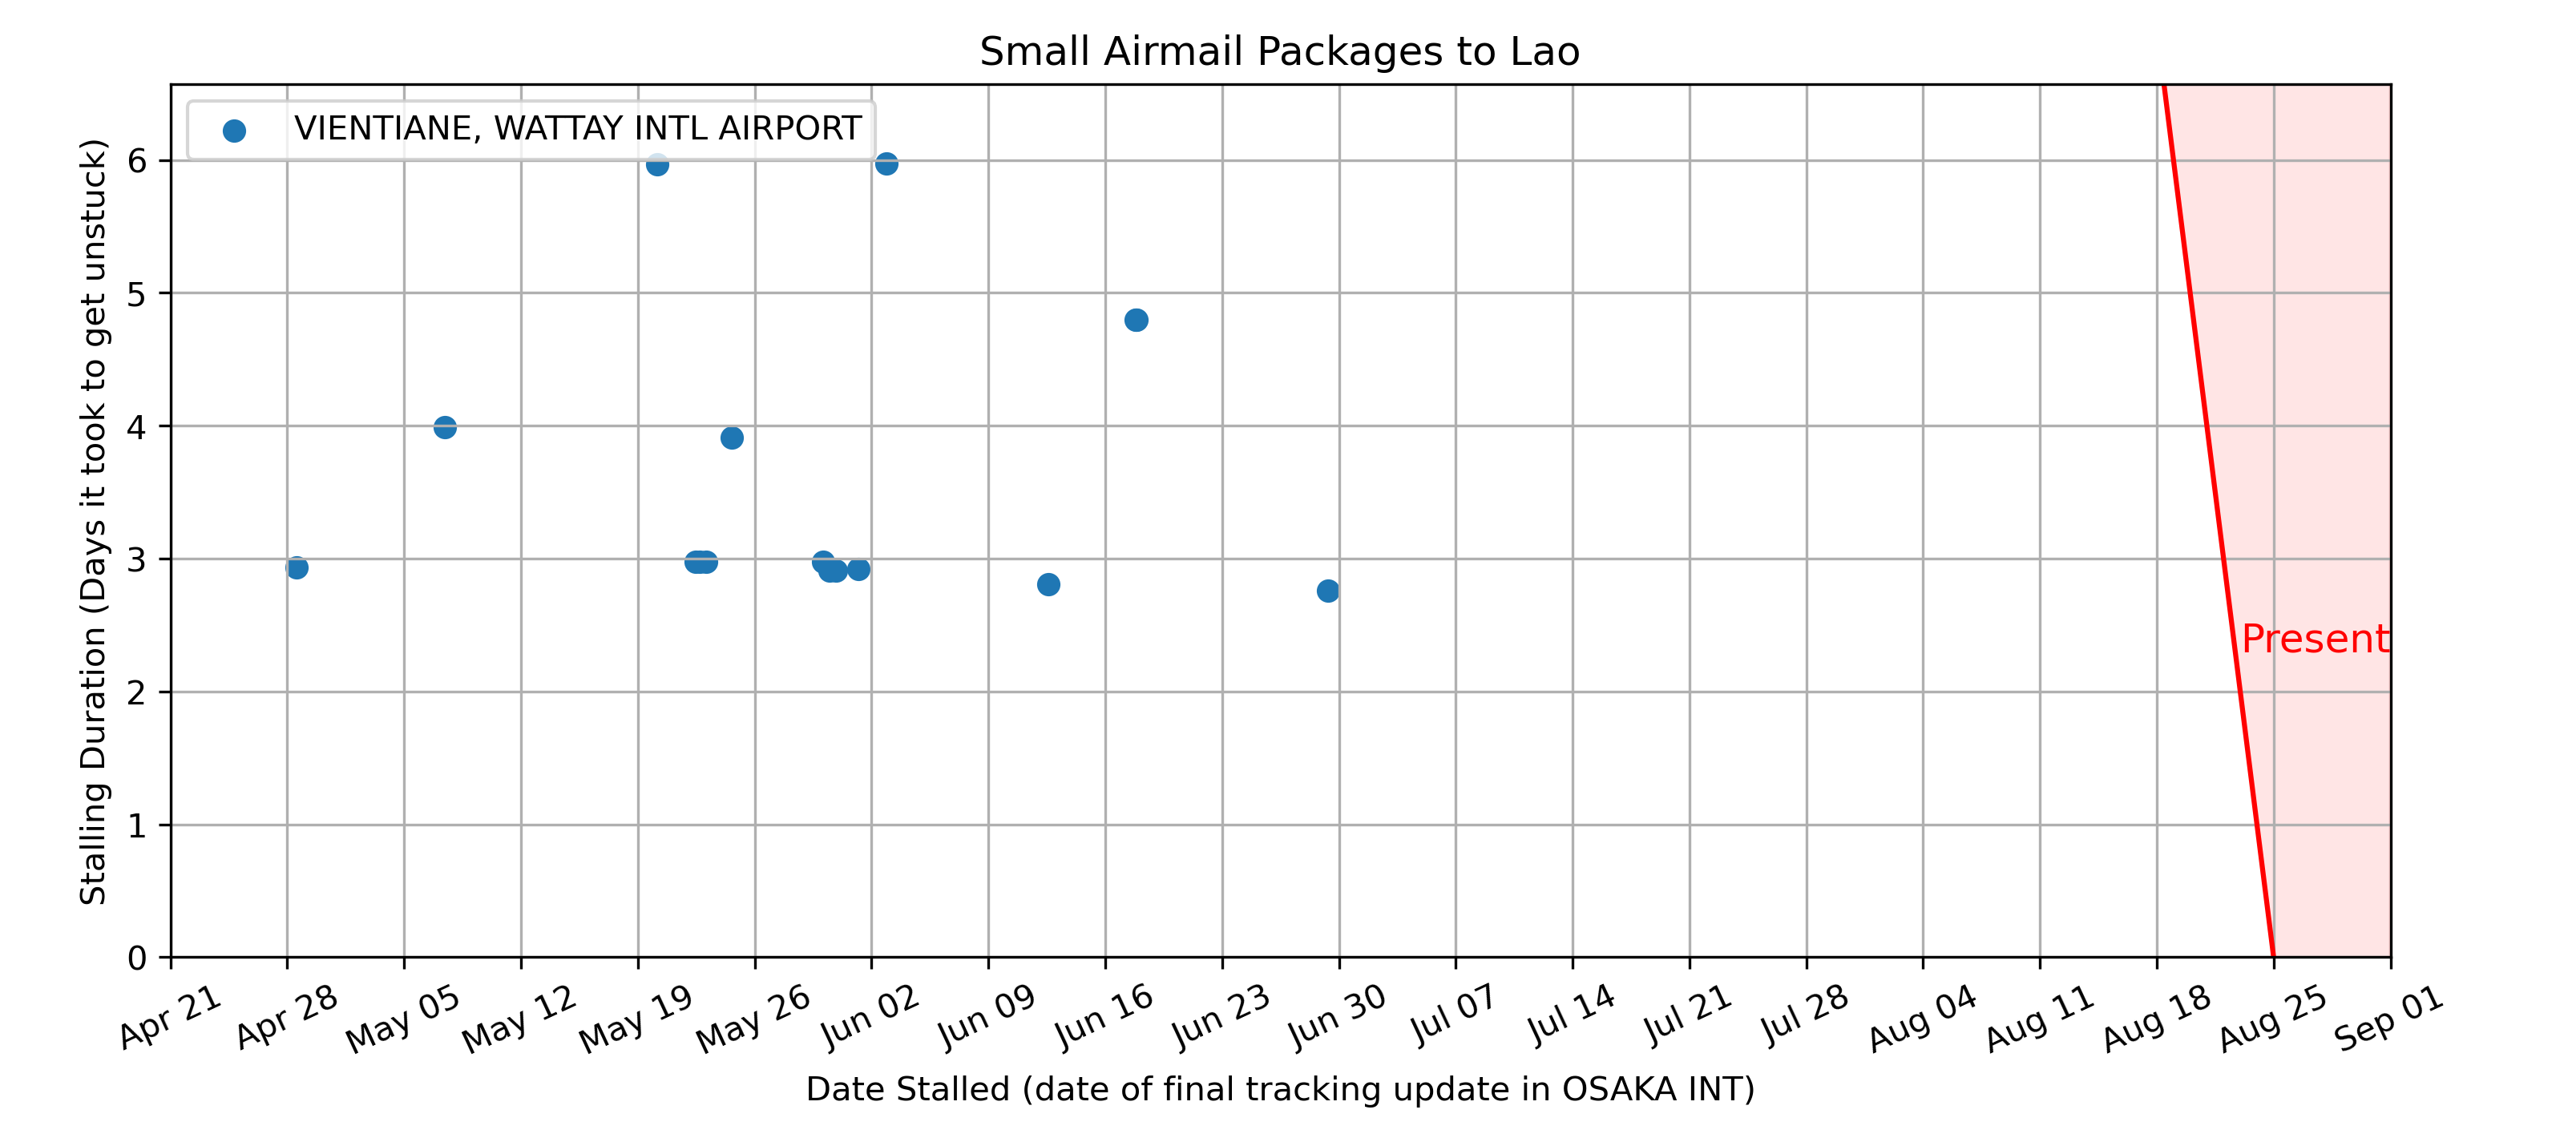 Small Airmail Packages to Lao
VIENTIANE, WATTAY INTL AIRPORT
Stalling Duration (Days it took to get unstuck)
6
5
4
3
2
1
0
Present
Apr 21
Apr 28
May 05
May 12
May 19
May 26
Jun 02
Jun 09
Jun 16
Jun 23
Jun 30
Jul 07
Jul 14
Jul 21
Jul 28
Aug 04
Aug 11
Aug 18
Aug 25
Sep 01
Date Stalled (date of final tracking update in OSAKA INT)